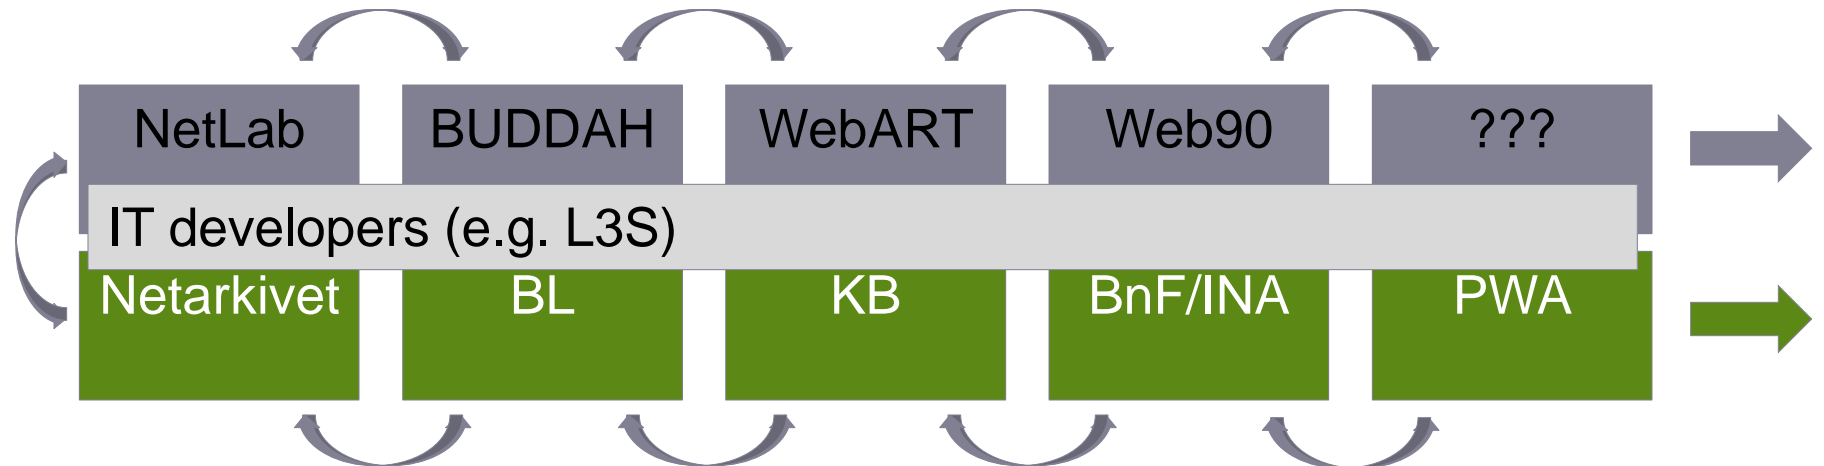 NetLab BUDDAH WebART Web90 ???
IT developers (e.g. L3S)
Netarkivet BL KB BnF/INA PWA